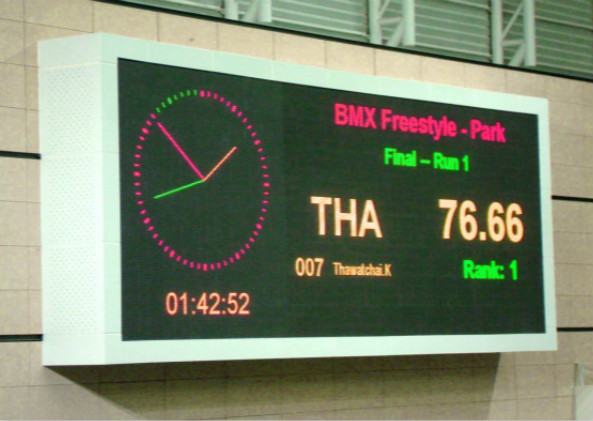 BMX Freestyle - Park
Final – Run 1
THA 76.66
007 Thawatchai.K Rank: 1
01:42:52